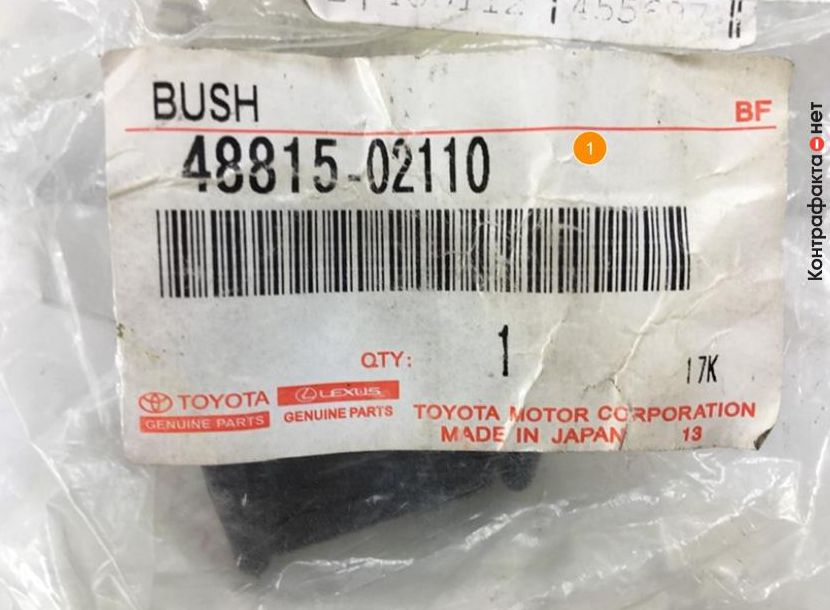 BUSH
BF
48815-02110
1
QTY: 1
17K
TOYOTA
GENUINE PARTS
LEXUS
GENUINE PARTS
TOYOTA MOTOR CORPORATION
MADE IN JAPAN 13
Контрафакта нет